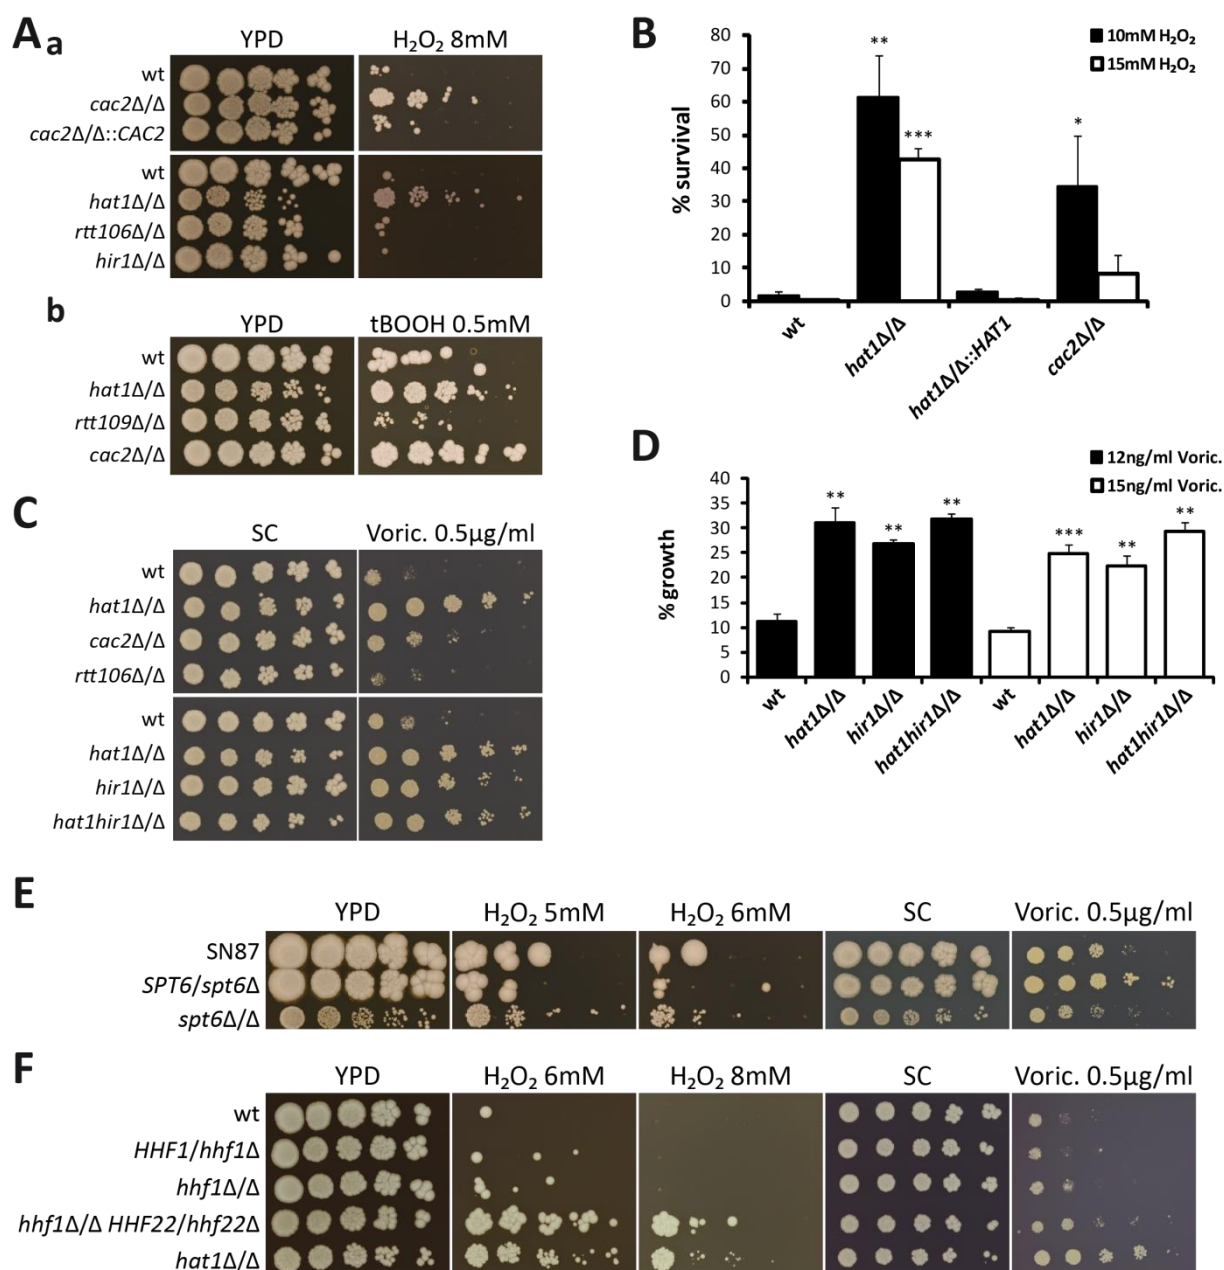 A a
YPD H₂O₂ 8mM
wt
cac2Δ/Δ
cac2Δ/Δ::CAC2
wt
hat1Δ/Δ
rtt106Δ/Δ
hir1Δ/Δ
b
YPD tBOOH 0.5mM
wt
hat1Δ/Δ
rtt109Δ/Δ
cac2Δ/Δ
B
10mM H₂O₂
15mM H₂O₂
% survival
80
70
60
50
40
30
20
10
0
**
***
*
wt
hat1Δ/Δ
hat1Δ/Δ::HAT1
cac2Δ/Δ
C
SC Voric. 0.5µg/ml
wt
hat1Δ/Δ
cac2Δ/Δ
rtt106Δ/Δ
wt
hat1Δ/Δ
hir1Δ/Δ
hat1hir1Δ/Δ
D
12ng/ml Voric.
15ng/ml Voric.
% growth
40
35
30
25
20
15
10
5
0
** ** ** *** ** **
wt
hat1Δ/Δ
hir1Δ/Δ
hat1hir1Δ/Δ
wt
hat1Δ/Δ
hir1Δ/Δ
hat1hir1Δ/Δ
E
YPD H₂O₂ 5mM H₂O₂ 6mM SC Voric. 0.5µg/ml
SN87
SPT6/spt6Δ
spt6Δ/Δ
F
YPD H₂O₂ 6mM H₂O₂ 8mM SC Voric. 0.5µg/ml
wt
HHF1/hhf1Δ
hhf1Δ/Δ
hhf1Δ/Δ HHF22/hhf22Δ
hat1Δ/Δ